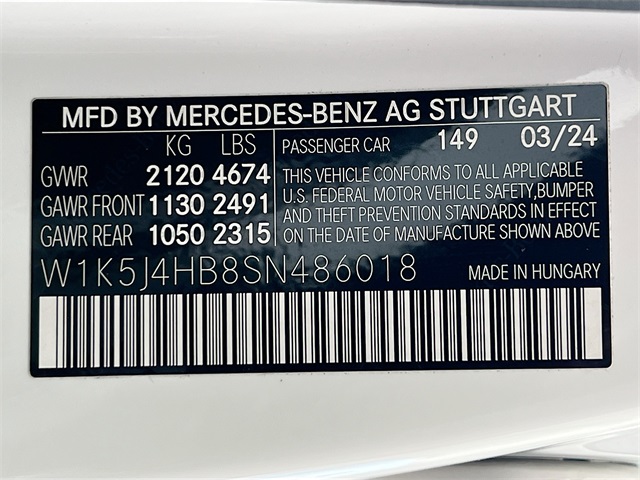 MFD BY MERCEDES-BENZ AG STUTTGART
KG LBS
GVWR 2120 4674
GAWR FRONT 1130 2491
GAWR REAR 1050 2315
PASSENGER CAR 149 03/24
THIS VEHICLE CONFORMS TO ALL APPLICABLE
U.S. FEDERAL MOTOR VEHICLE SAFETY,BUMPER
AND THEFT PREVENTION STANDARDS IN EFFECT
ON THE DATE OF MANUFACTURE SHOWN ABOVE
W1K5J4HB8SN486018
MADE IN HUNGARY